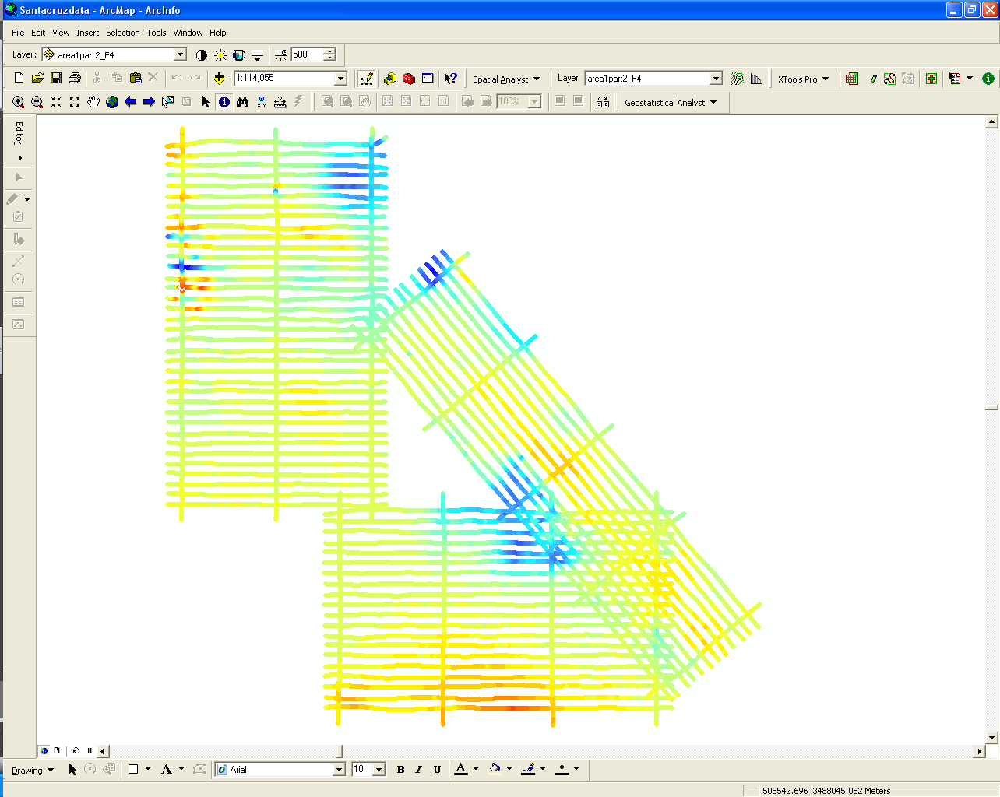 Santacruzdata - ArcMap - ArcInfo
File Edit View Insert Selection Tools Window Help
Layer: area1part2_F4 500
1:114,055 Spatial Analyst Layer: area1part2_F4 XTools Pro
100% Geostatistical Analyst
Editor
Drawing A Arial 10 B I U A
508542.696 3488045.052 Meters